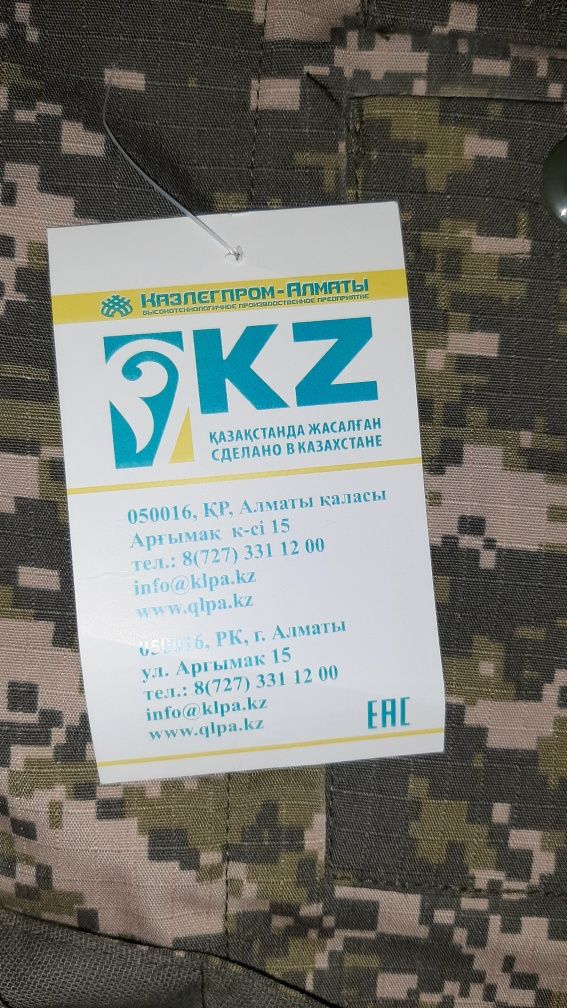 КАЗЛЕГПРОМ-АЛМАТЫ
ВЫСОКОТЕХНОЛОГИЧНОЕ ПРОИЗВОДСТВЕННОЕ ПРЕДПРИЯТИЕ
KZ
ҚАЗАҚСТАНДА ЖАСАЛҒАН
СДЕЛАНО В КАЗАХСТАНЕ
050016, ҚР, Алматы қаласы
Арғымақ к-сі 15
тел.: 8(727) 331 12 00
info@klpa.kz
www.qlpa.kz
050016, РК, г. Алматы
ул. Аргымак 15
тел.: 8(727) 331 12 00
info@klpa.kz
www.qlpa.kz
EAC